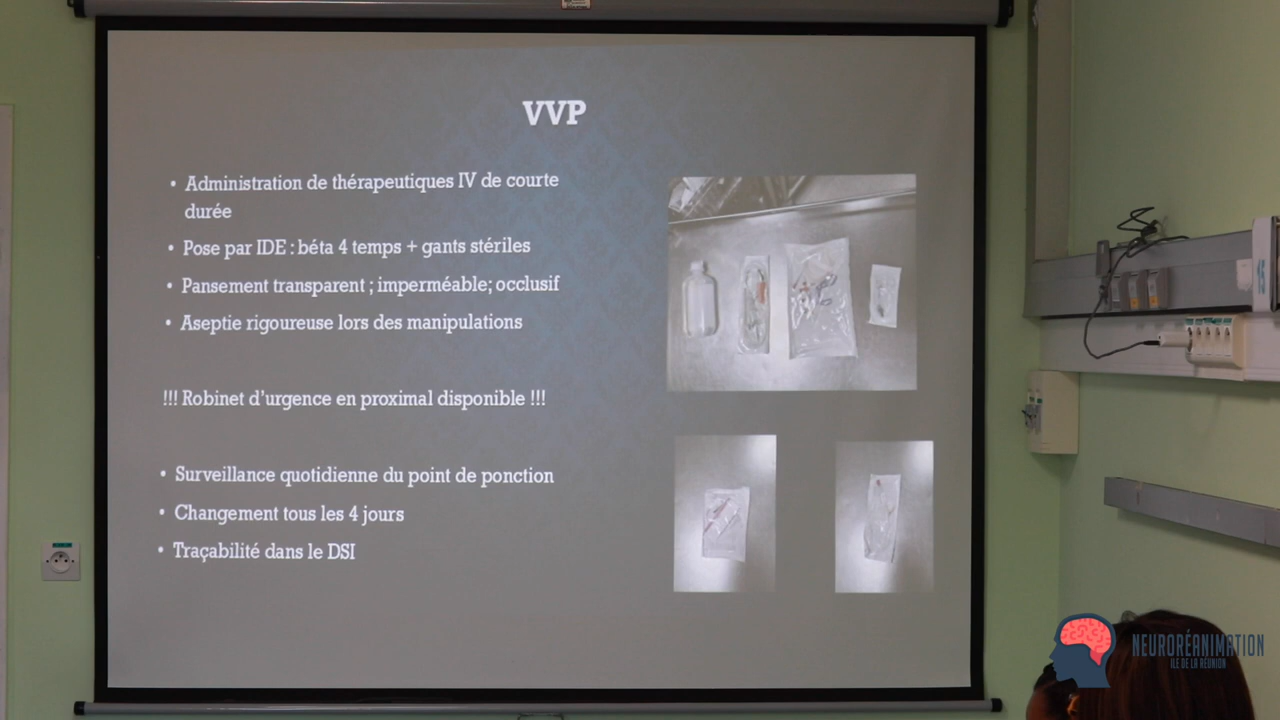 VVP
• Administration de thérapeutiques IV de courte
durée
• Pose par IDE : béta 4 temps + gants stériles
• Pansement transparent ; imperméable; occlusif
• Aseptie rigoureuse lors des manipulations
!!! Robinet d'urgence en proximal disponible !!!
• Surveillance quotidienne du point de ponction
• Changement tous les 4 jours
• Traçabilité dans le DSI
NEURORÉANIMATION
ILE DE LA RÉUNION